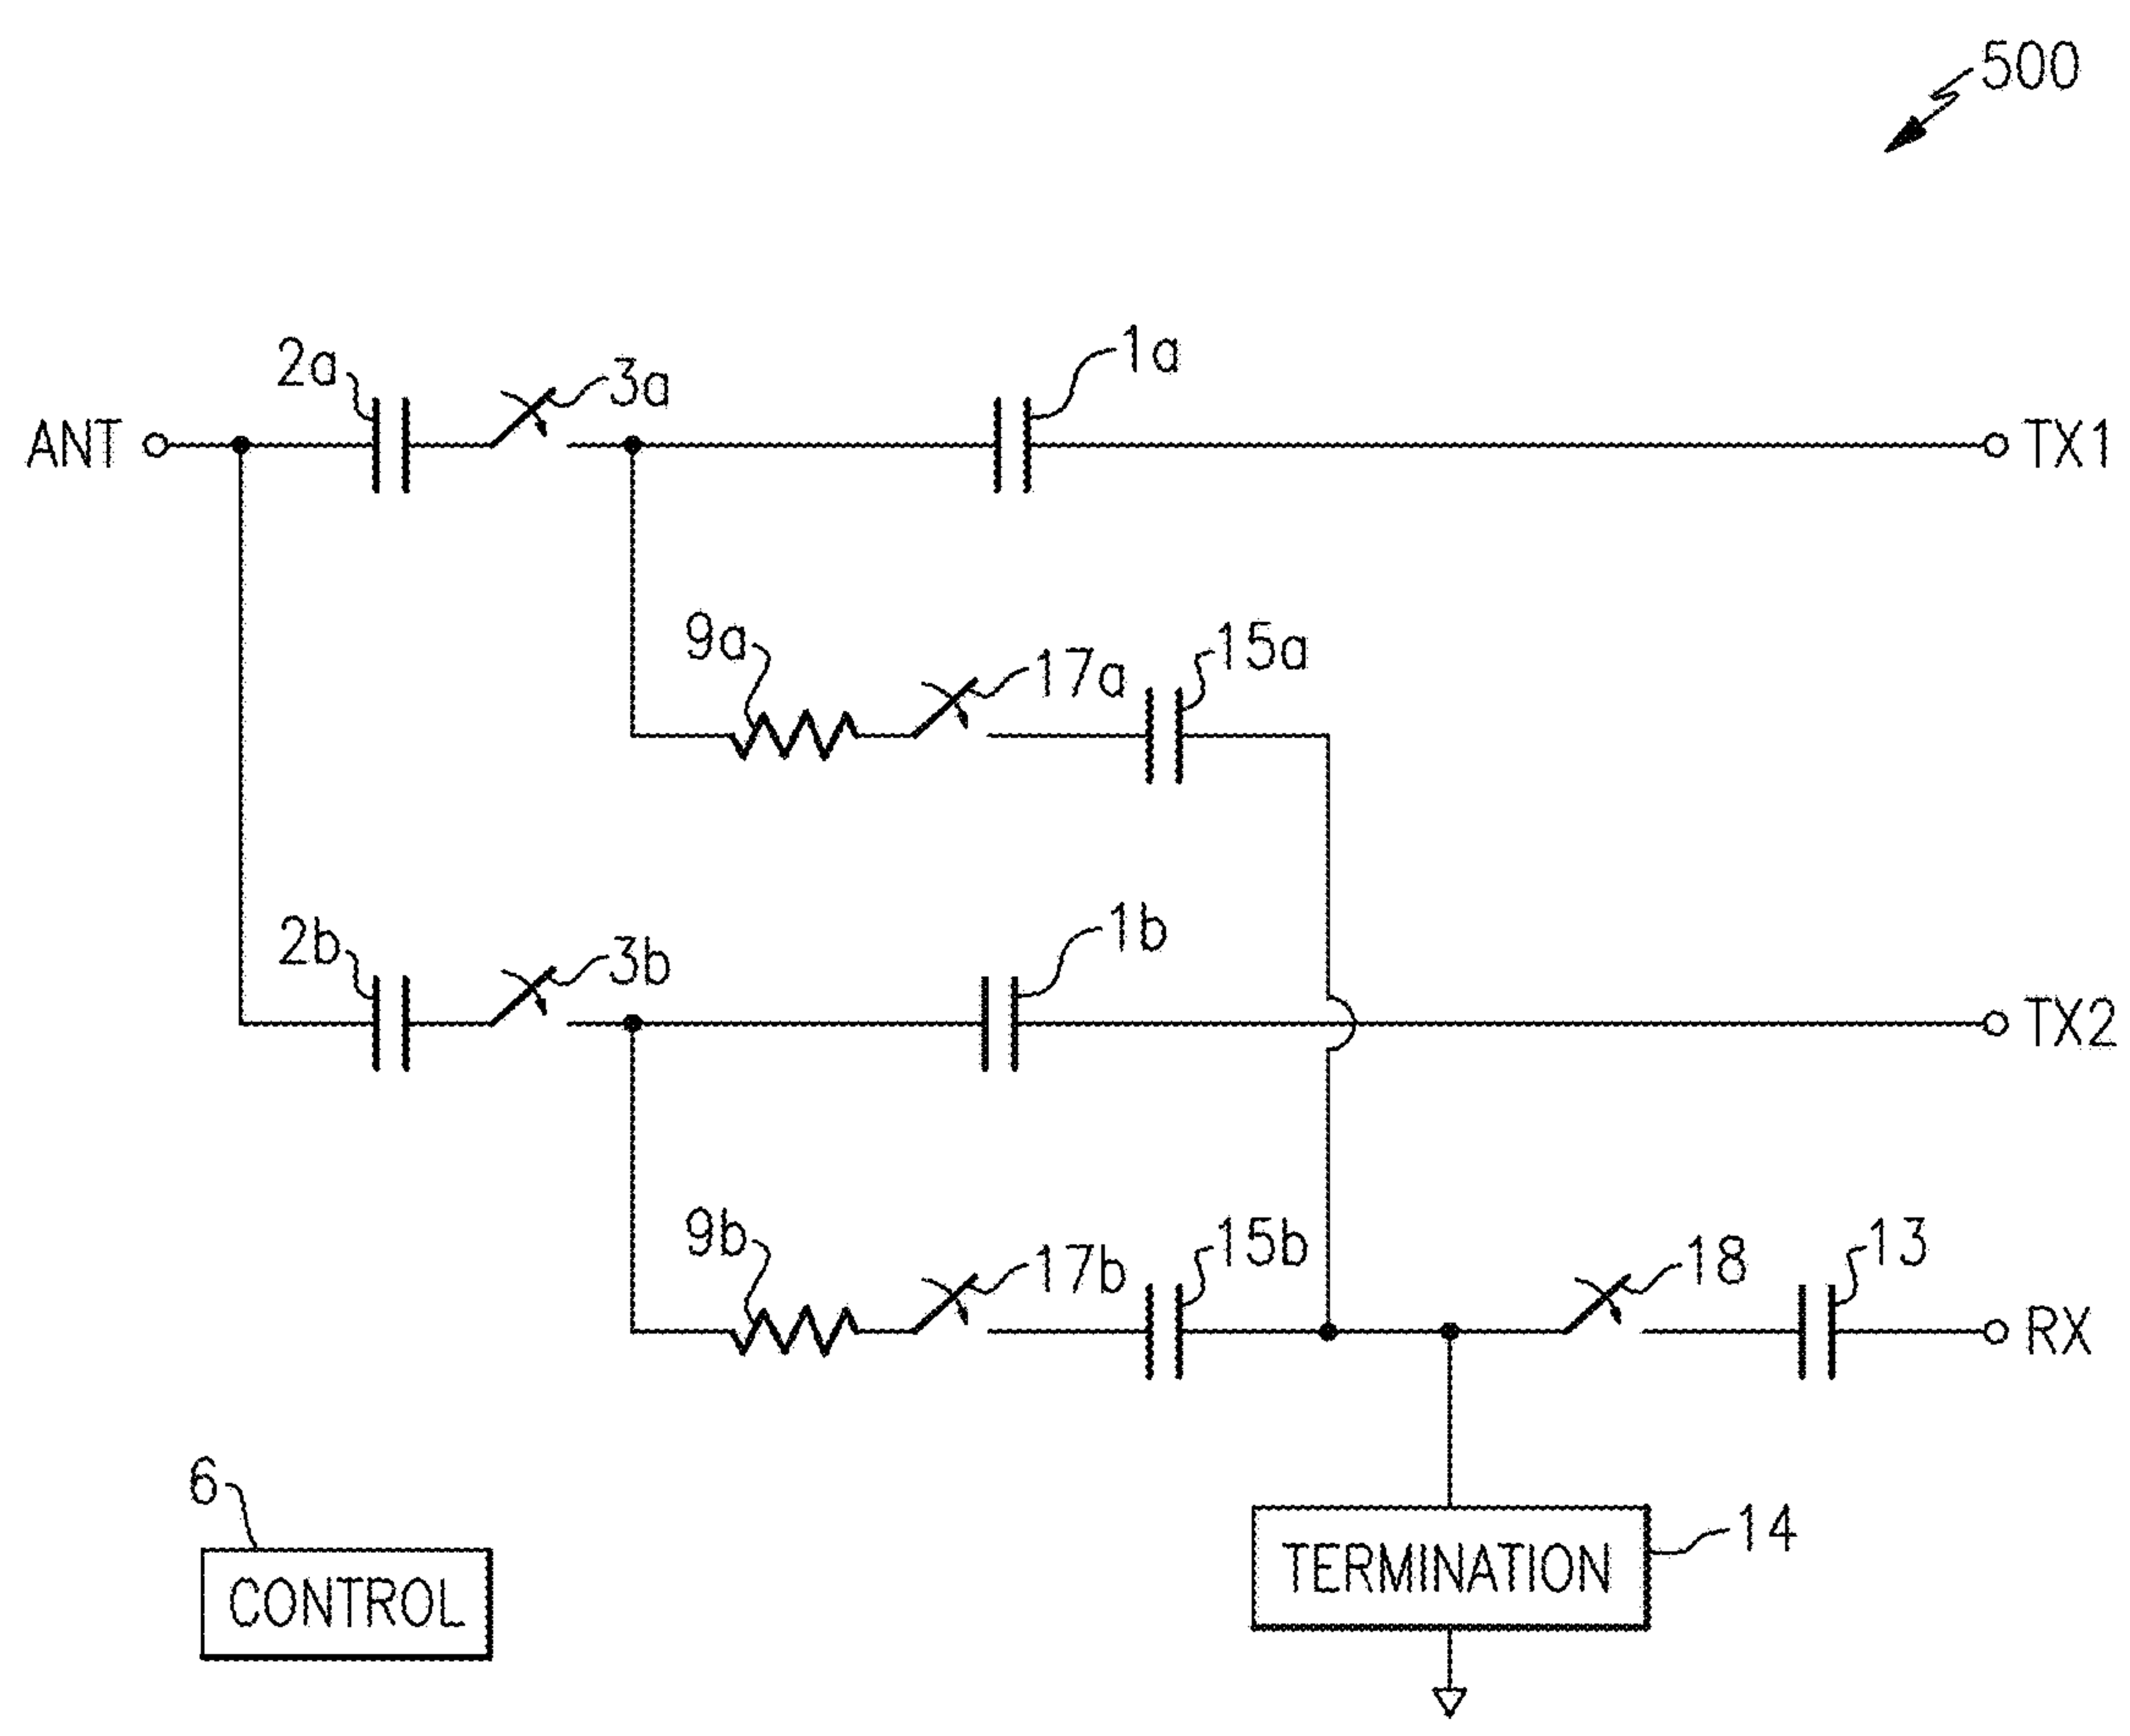 500
1a
2a
3a
ANT
TX1
9a
17a
15a
2b
3b
1b
TX2
9b
17b
15b
18
13
RX
6
CONTROL
TERMINATION
14